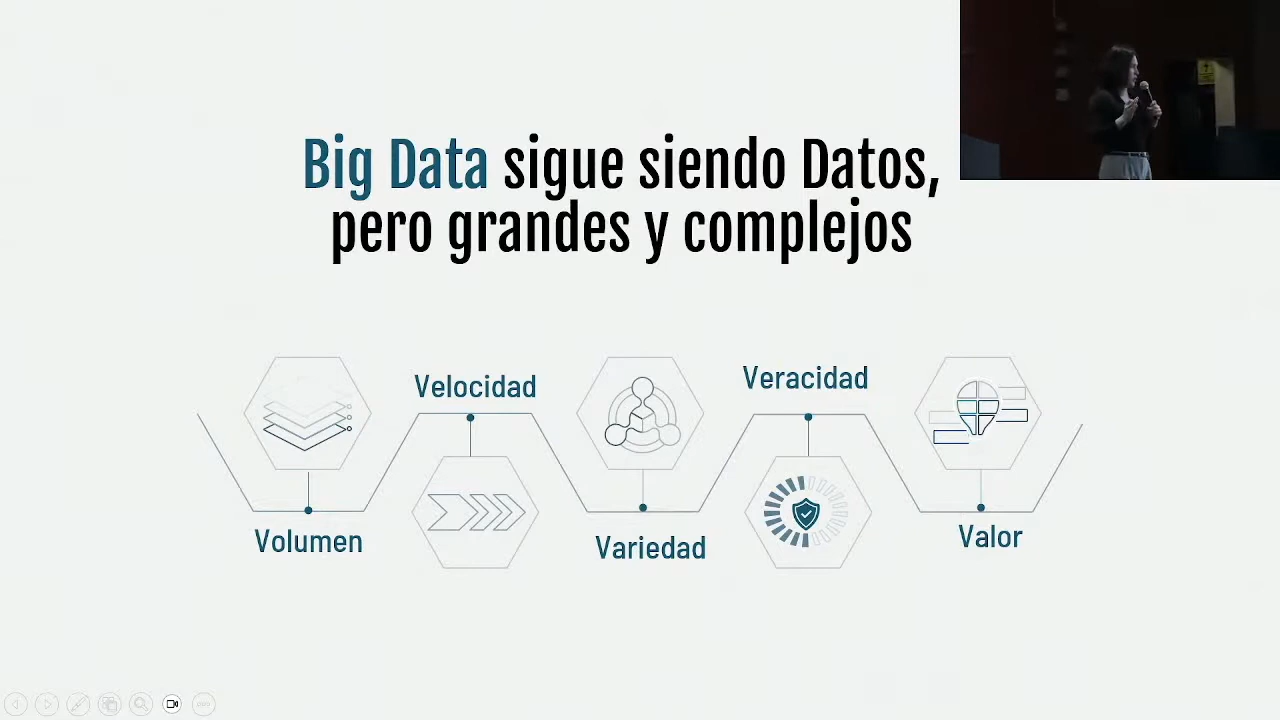 Big Data sigue siendo Datos,
pero grandes y complejos
Velocidad
Veracidad
Volumen
Variedad
Valor